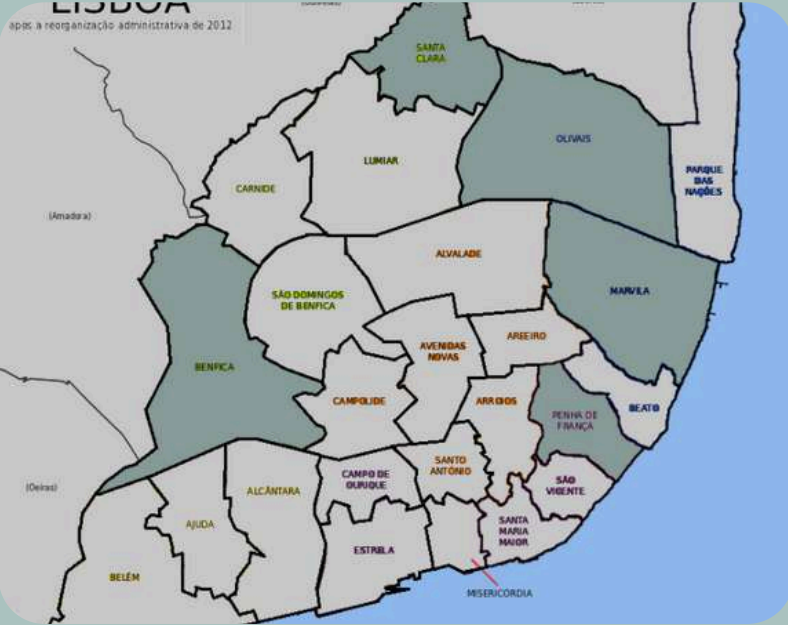 LISBOA
após a reorganização administrativa de 2012
SANTA
CLARA
OLIVAIS
LUMIAR
PARQUE
DAS
NAÇÕES
CARNIDE
(Amadora)
ALVALADE
SÃO DOMINGOS
DE BENFICA
MARVILA
AREEIRO
AVENIDAS
NOVAS
BENFICA
CAMPOLIDE
ARROIOS
BEATO
PENHA DE
FRANÇA
SANTO
ANTÓNIO
CAMPO DE
OURIQUE
SÃO
VICENTE
(Oeiras)
ALCÂNTARA
AJUDA
SANTA
MARIA
MAIOR
ESTRELA
BELÉM
MISERICÓRDIA